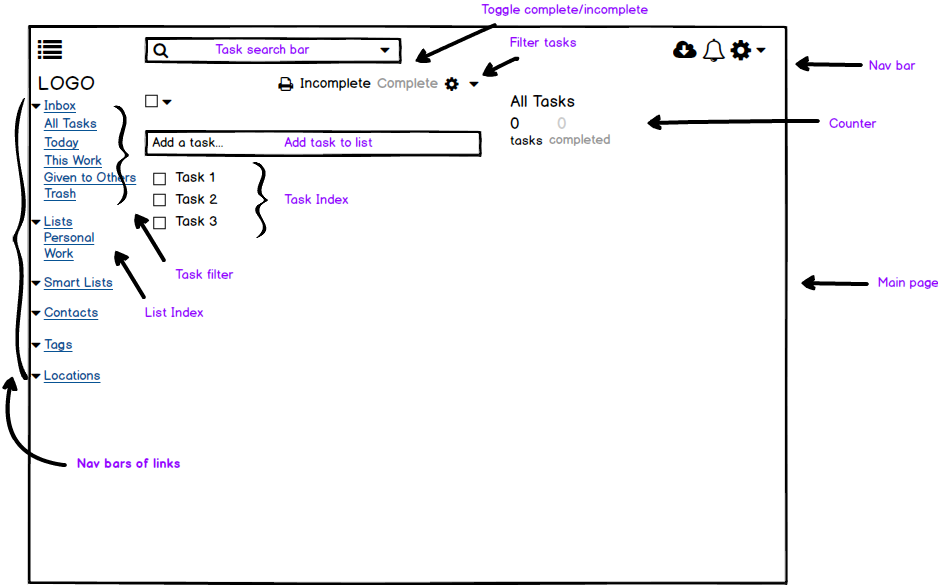 Toggle complete/incomplete
Task search bar
Filter tasks
Nav bar
LOGO
Incomplete Complete
Inbox
All Tasks
Today
This Work
Given to Others
Trash
All Tasks
0 0
tasks completed
Counter
Add a task... Add task to list
Task 1
Task 2
Task 3
Task Index
Lists
Personal
Work
Task filter
Smart Lists
Main page
Contacts
List Index
Tags
Locations
Nav bars of links